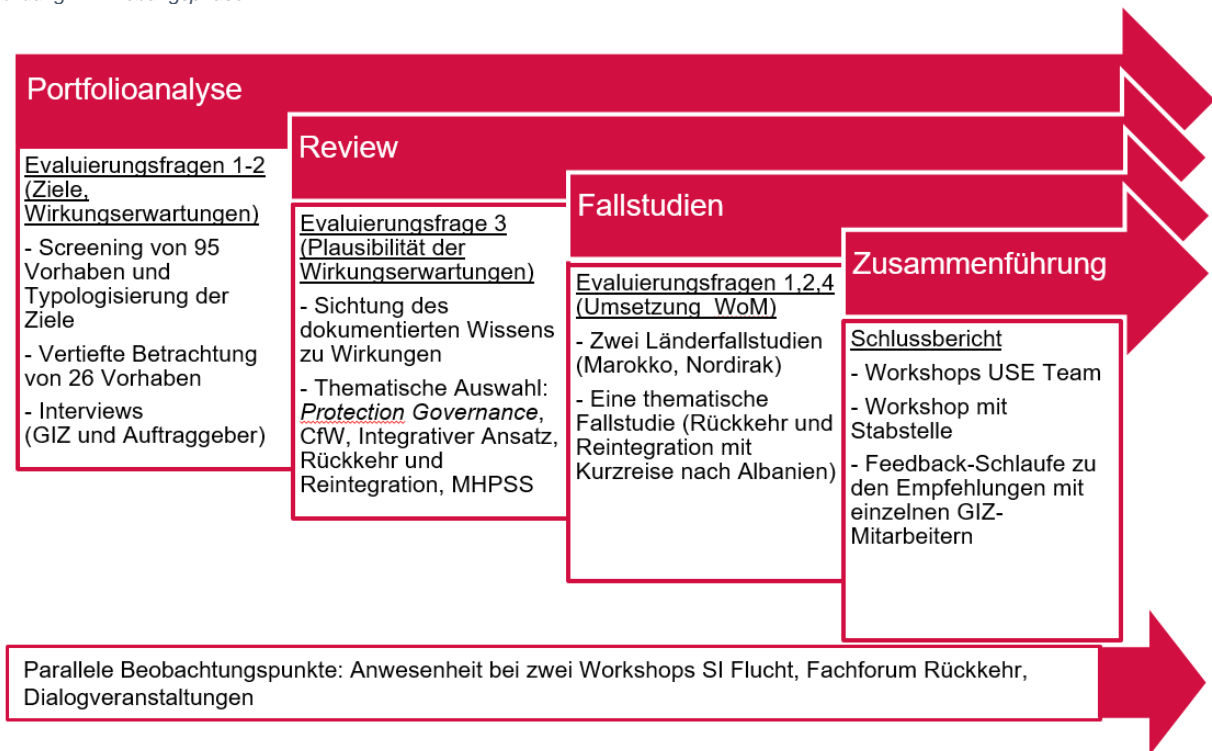 Portfolioanalyse
Evaluierungsfragen 1-2
(Ziele,
Wirkungserwartungen)
- Screening von 95
Vorhaben und
Typologisierung der
Ziele
- Vertiefte Betrachtung
von 26 Vorhaben
- Interviews
(GIZ und Auftraggeber)
Review
Evaluierungsfrage 3
(Plausibilität der
Wirkungserwartungen)
- Sichtung des
dokumentierten Wissens
zu Wirkungen
- Thematische Auswahl:
Protection Governance,
CfW, Integrativer Ansatz,
Rückkehr und
Reintegration, MHPSS
Fallstudien
Evaluierungsfragen 1,2,4
(Umsetzung WoM)
- Zwei Länderfallstudien
(Marokko, Nordirak)
- Eine thematische
Fallstudie (Rückkehr und
Reintegration mit
Kurzreise nach Albanien)
Zusammenführung
Schlussbericht
- Workshops USE Team
- Workshop mit
Stabstelle
- Feedback-Schlaufe zu
den Empfehlungen mit
einzelnen GIZ-
Mitarbeitern
Parallele Beobachtungspunkte: Anwesenheit bei zwei Workshops SI Flucht, Fachforum Rückkehr,
Dialogveranstaltungen